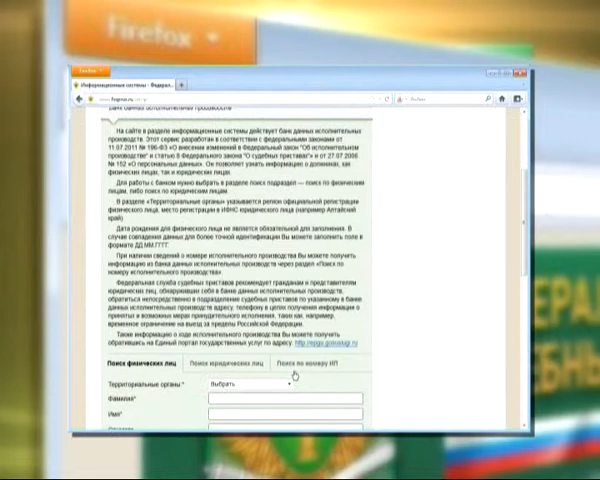 Firefox
Firefox
Информационные системы - Федерал...
Банк данных исполнительных производств
На сайте в разделе информационные системы действует банк данных исполнительных
производств. Этот сервис разработан в соответствии с федеральными законами от
11.07.2011 № 196-ФЗ «О внесении изменений в Федеральный закон "Об исполнительном
производстве" и статью 8 Федерального закона "О судебных приставах"» и от 27.07.2006
№ 152 «О персональных данных». Он позволяет узнать информацию о должниках, как
физических лицах, так и юридических лицах.
Для работы с банком нужно выбрать в разделе поиск подраздел — поиск по физическим
лицам, либо поиск по юридическим лицам.
В разделе «Территориальные органы» указывается регион официальной регистрации
физического лица, место регистрации в ИФНС юридического лица (например Алтайский
край)
Дата рождения для физического лица не является обязательной для заполнения. В
случае совпадения данных для более точной идентификации Вы можете заполнить поле в
формате ДД.ММ.ГГГГ.
При наличии сведений о номере исполнительного производства Вы можете получить
информацию из банка данных исполнительных производств через раздел «Поиск по
номеру исполнительного производства».
Федеральная служба судебных приставов рекомендует гражданам и представителям
юридических лиц, обнаруживших себя в банке данных исполнительных производств,
обратиться непосредственно в подразделение судебных приставов по указанному в банке
данных исполнительных производств адресу, телефону в целях получения информации о
принятых и возможных мерах принудительного исполнения, таких как, например,
временное ограничение на выезд за пределы Российской Федерации.
Также информацию о ходе исполнительного производства Вы можете получить
обратившись на Единый портал государственных услуг по адресу: http://epgu.gosuslugi.ru
Поиск физических лиц Поиск юридических лиц Поиск по номеру ИП
Территориальные органы * Выбрать
Фамилия*
Имя*